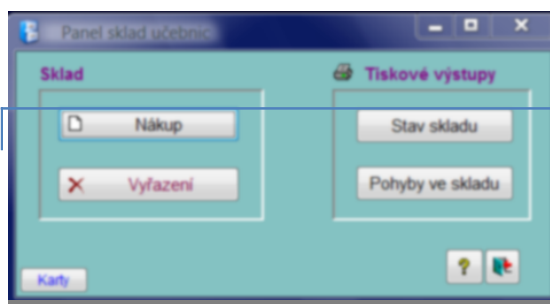 Panel sklad učebnic
Sklad
Tiskové výstupy
Nákup
Stav skladu
Vyřazení
Pohyby ve skladu
?
Karty